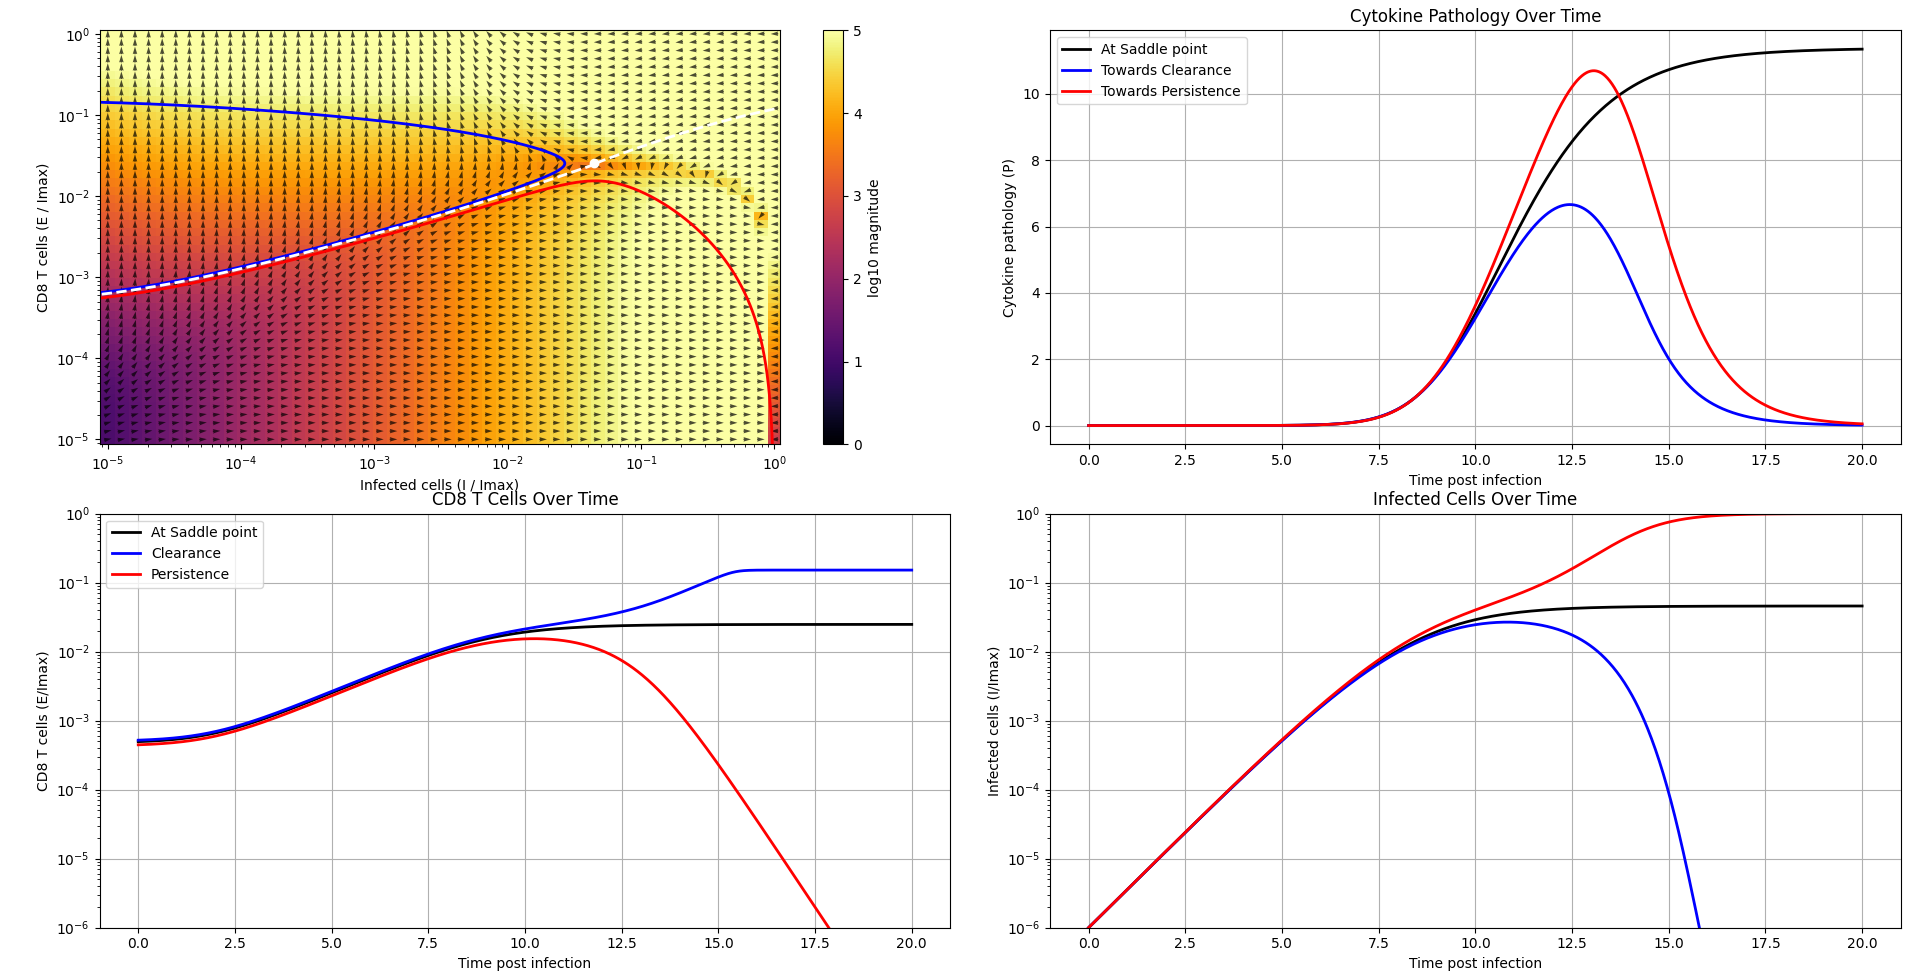 10⁰
10⁻¹
10⁻²
10⁻³
10⁻⁴
10⁻⁵
CD8 T cells (E / Imax)
10⁻⁵ 10⁻⁴ 10⁻³ 10⁻² 10⁻¹ 10⁰
Infected cells (I / Imax)
5
4
3
2
1
0
log10 magnitude
Cytokine Pathology Over Time
At Saddle point
Towards Clearance
Towards Persistence
10
8
6
4
2
0
Cytokine pathology (P)
0.0 2.5 5.0 7.5 10.0 12.5 15.0 17.5 20.0
Time post infection
CD8 T Cells Over Time
At Saddle point
Clearance
Persistence
10⁰
10⁻¹
10⁻²
10⁻³
10⁻⁴
10⁻⁵
10⁻⁶
CD8 T cells (E/Imax)
0.0 2.5 5.0 7.5 10.0 12.5 15.0 17.5 20.0
Time post infection
Infected Cells Over Time
10⁰
10⁻¹
10⁻²
10⁻³
10⁻⁴
10⁻⁵
10⁻⁶
Infected cells (I/Imax)
0.0 2.5 5.0 7.5 10.0 12.5 15.0 17.5 20.0
Time post infection